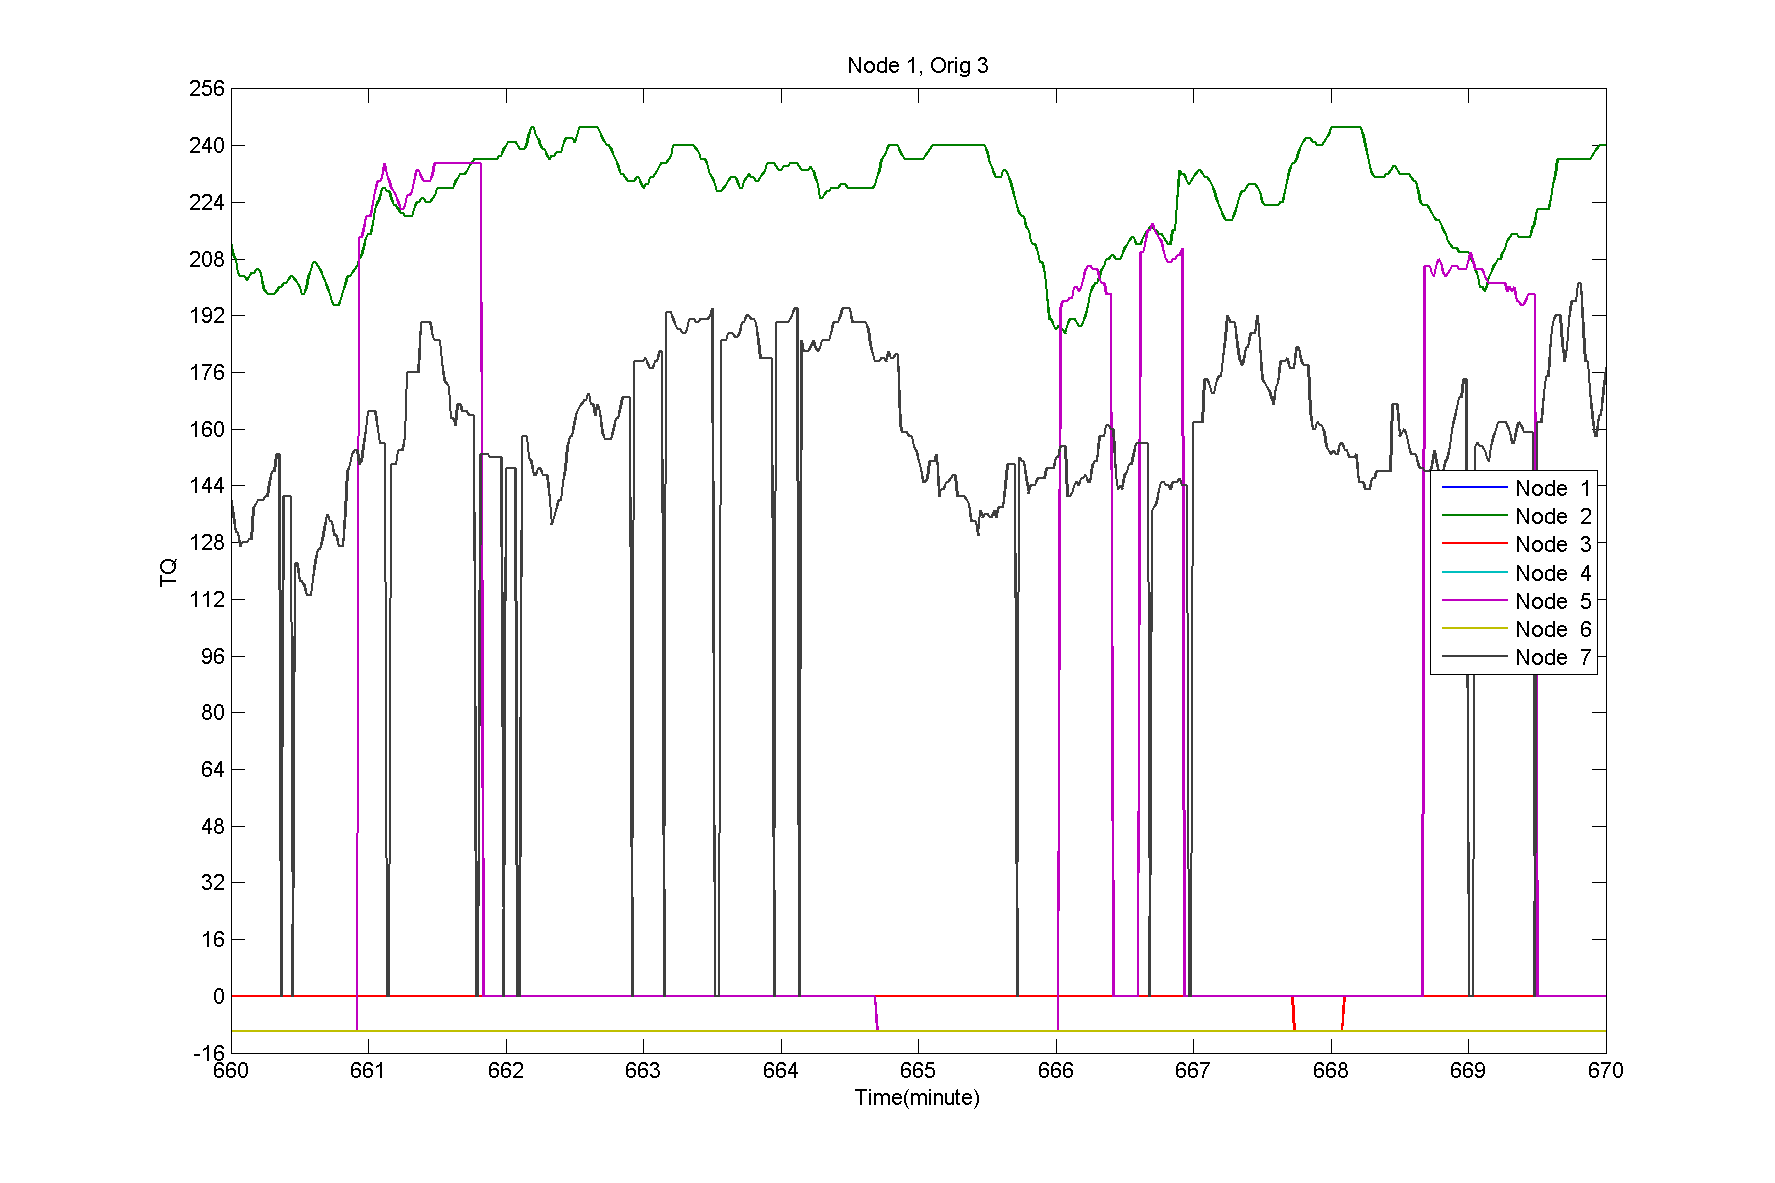 Node 1, Orig 3
256
240
224
208
192
176
160
144
128
112
96
80
64
48
32
16
0
-16
TQ
Node 1
Node 2
Node 3
Node 4
Node 5
Node 6
Node 7
660 661 662 663 664 665 666 667 668 669 670
Time(minute)